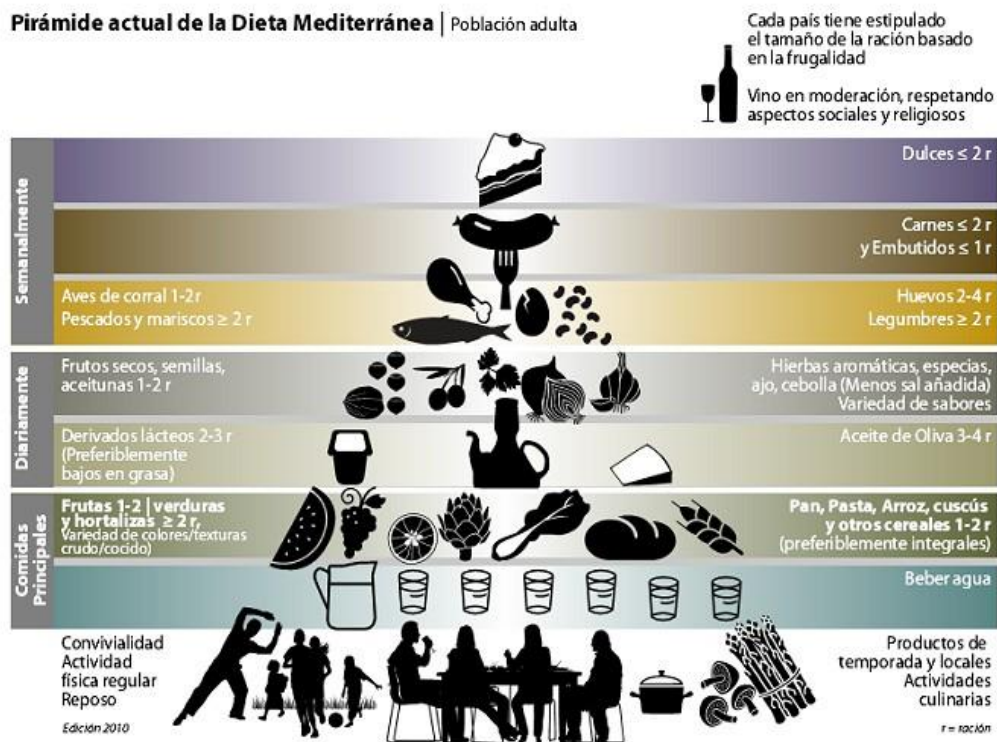 Pirámide actual de la Dieta Mediterránea | Población adulta
Cada país tiene estipulado
el tamaño de la ración basado
en la frugalidad
Vino en moderación, respetando
aspectos sociales y religiosos
Semanalmente
Dulces ≤ 2 r
Carnes ≤ 2 r
y Embutidos ≤ 1 r
Aves de corral 1-2 r
Pescados y mariscos ≥ 2 r
Huevos 2-4 r
Legumbres ≥ 2 r
Diariamente
Frutos secos, semillas,
aceitunas 1-2 r
Hierbas aromáticas, especias,
ajo, cebolla (Menos sal añadida)
Variedad de sabores
Derivados lácteos 2-3 r
(Preferiblemente
bajos en grasa)
Aceite de Oliva 3-4 r
Comidas
Principales
Frutas 1-2 | verduras
y hortalizas ≥ 2 r,
Variedad de colores/texturas
crudo/cocido)
Pan, Pasta, Arroz, cuscús
y otros cereales 1-2 r
(preferiblemente integrales)
Beber agua
Convivialidad
Actividad
física regular
Reposo
Productos de
temporada y locales
Actividades
culinarias
Edición 2010
r = ración